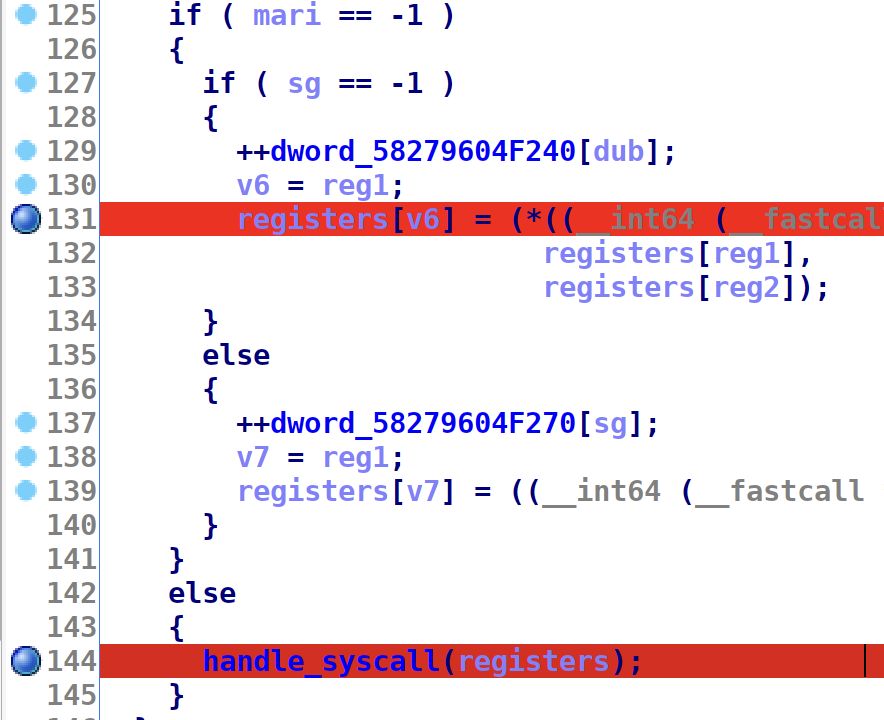 125 if ( mari == -1 )
126 {
127 if ( sg == -1 )
128 {
129 ++dword_58279604F240[dub];
130 v6 = reg1;
131 registers[v6] = (*((__int64 (__fastcal
132 registers[reg1],
133 registers[reg2]);
134 }
135 else
136 {
137 ++dword_58279604F270[sg];
138 v7 = reg1;
139 registers[v7] = ((__int64 (__fastcall
140 }
141 }
142 else
143 {
144 handle_syscall(registers);
145 }